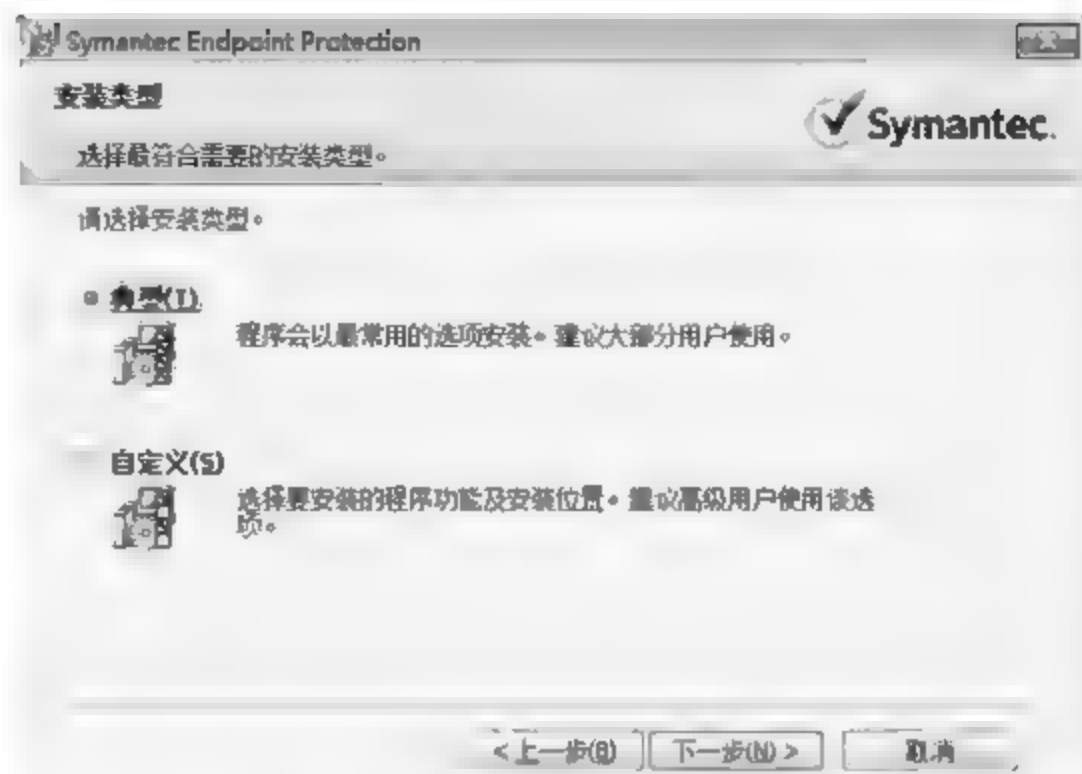 Symantec Endpoint Protection
安装类型
Symantec.
选择最符合需要的安装类型。
请选择安装类型。
典型(T)
程序会以最常用的选项安装。建议大部分用户使用。
自定义(S)
选择要安装的程序功能及安装位置。建议高级用户使用该选
项。
< 上一步(B)
下一步(N) >
取消